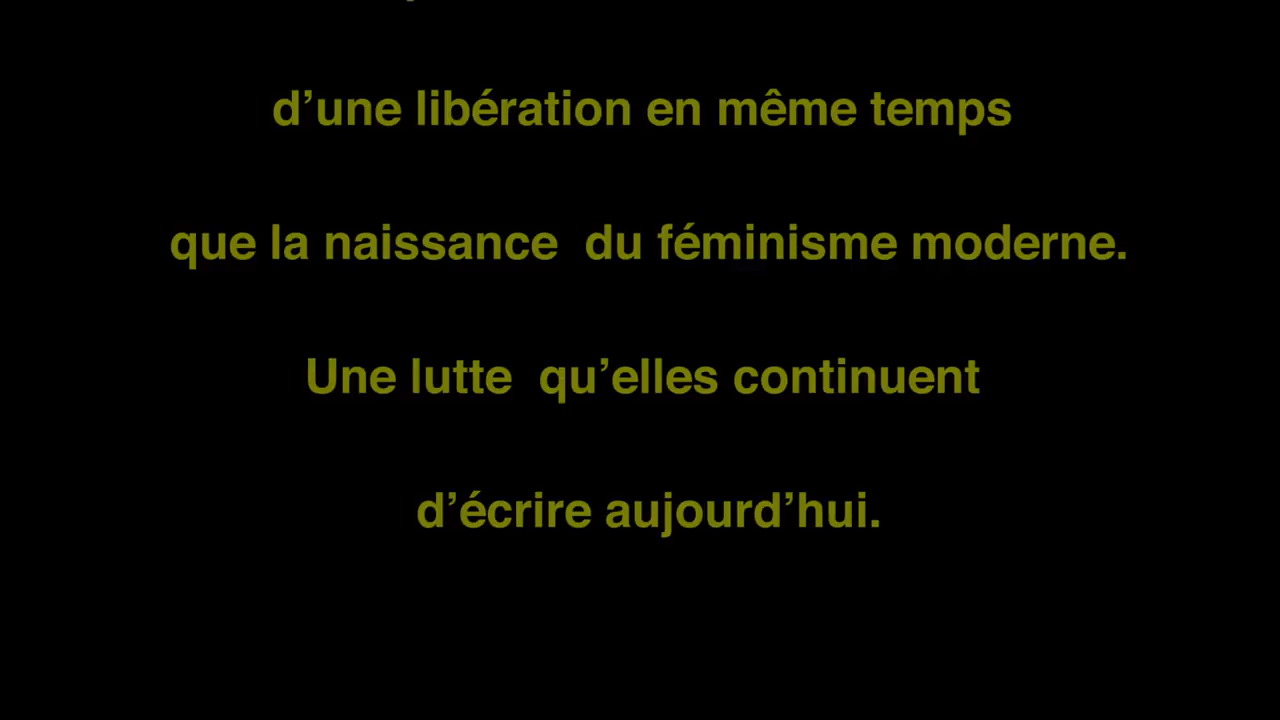 d’une libération en même temps
que la naissance  du féminisme moderne.
Une lutte  qu’elles continuent
d’écrire aujourd’hui.